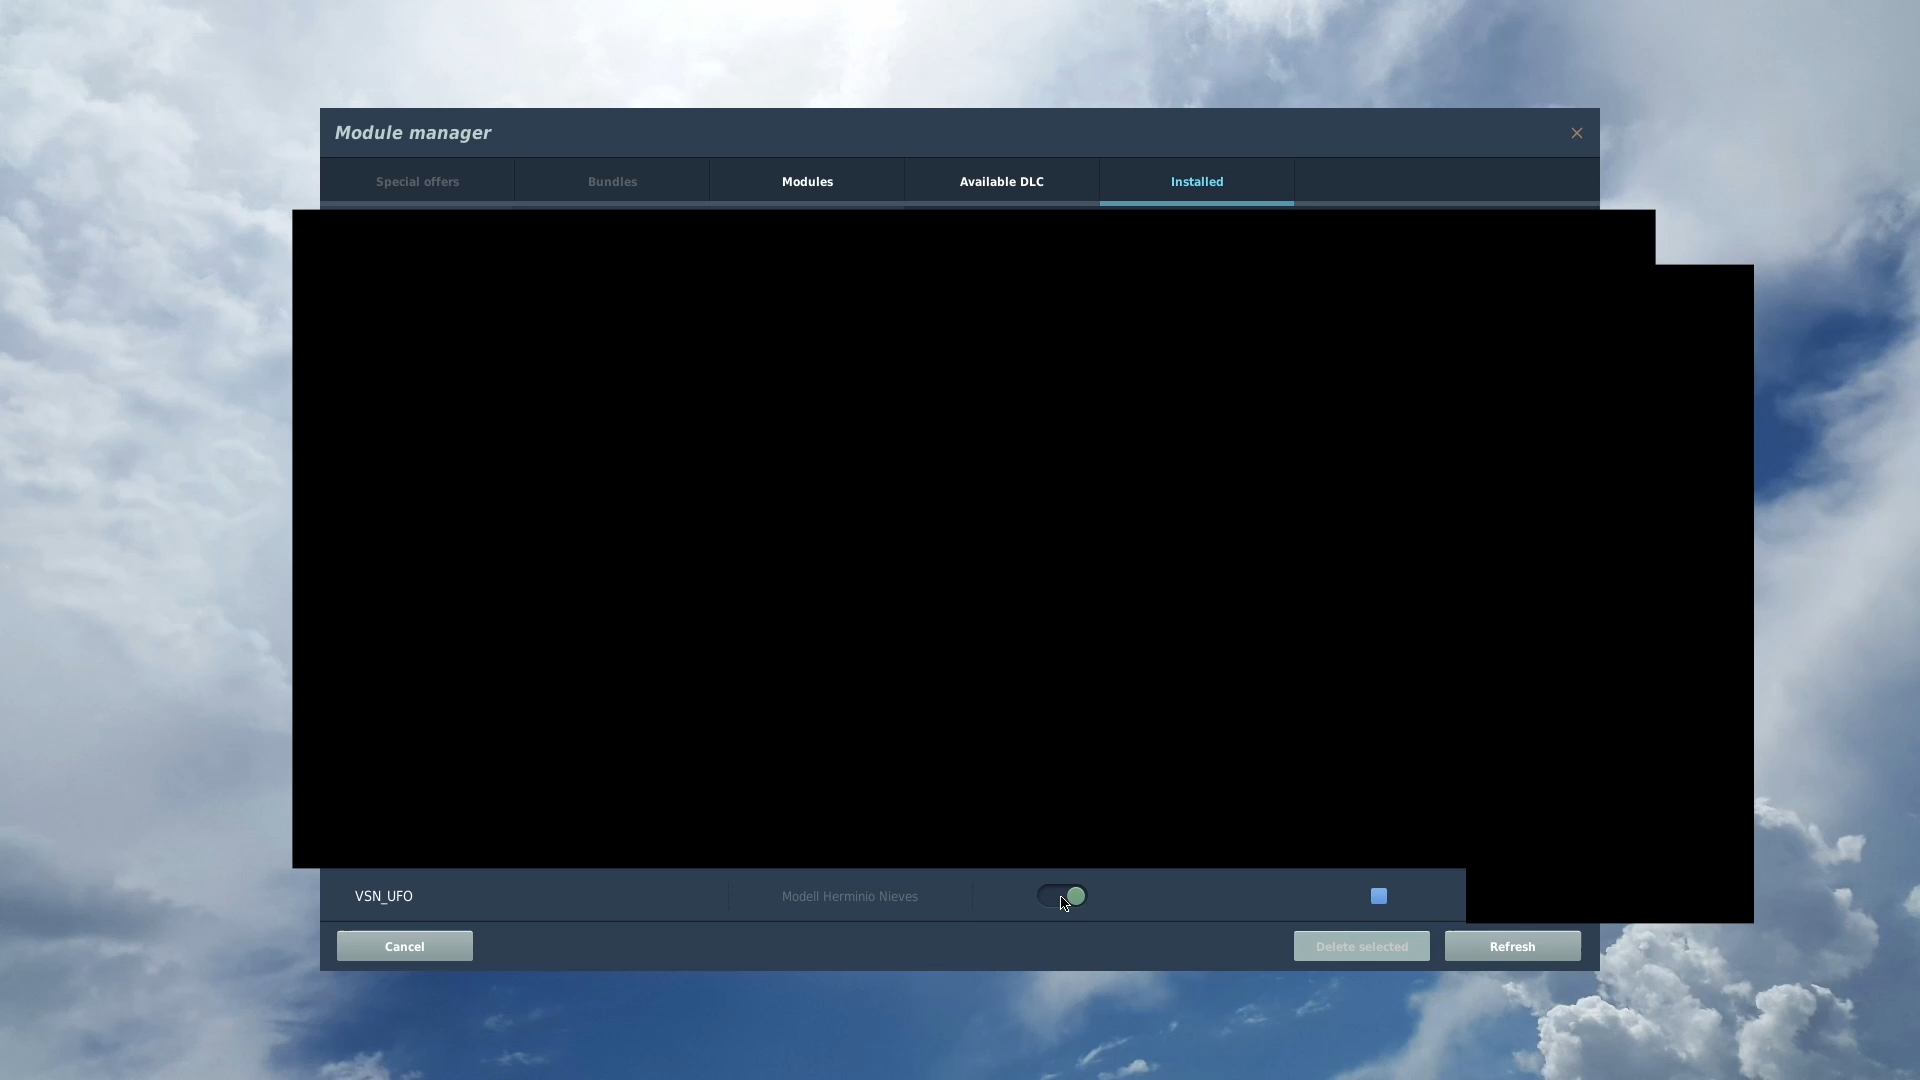 Module manager
Special offers
Bundles
Modules
Available DLC
Installed
VSN_UFO
Modell Herminio Nieves
Cancel
Delete selected
Refresh